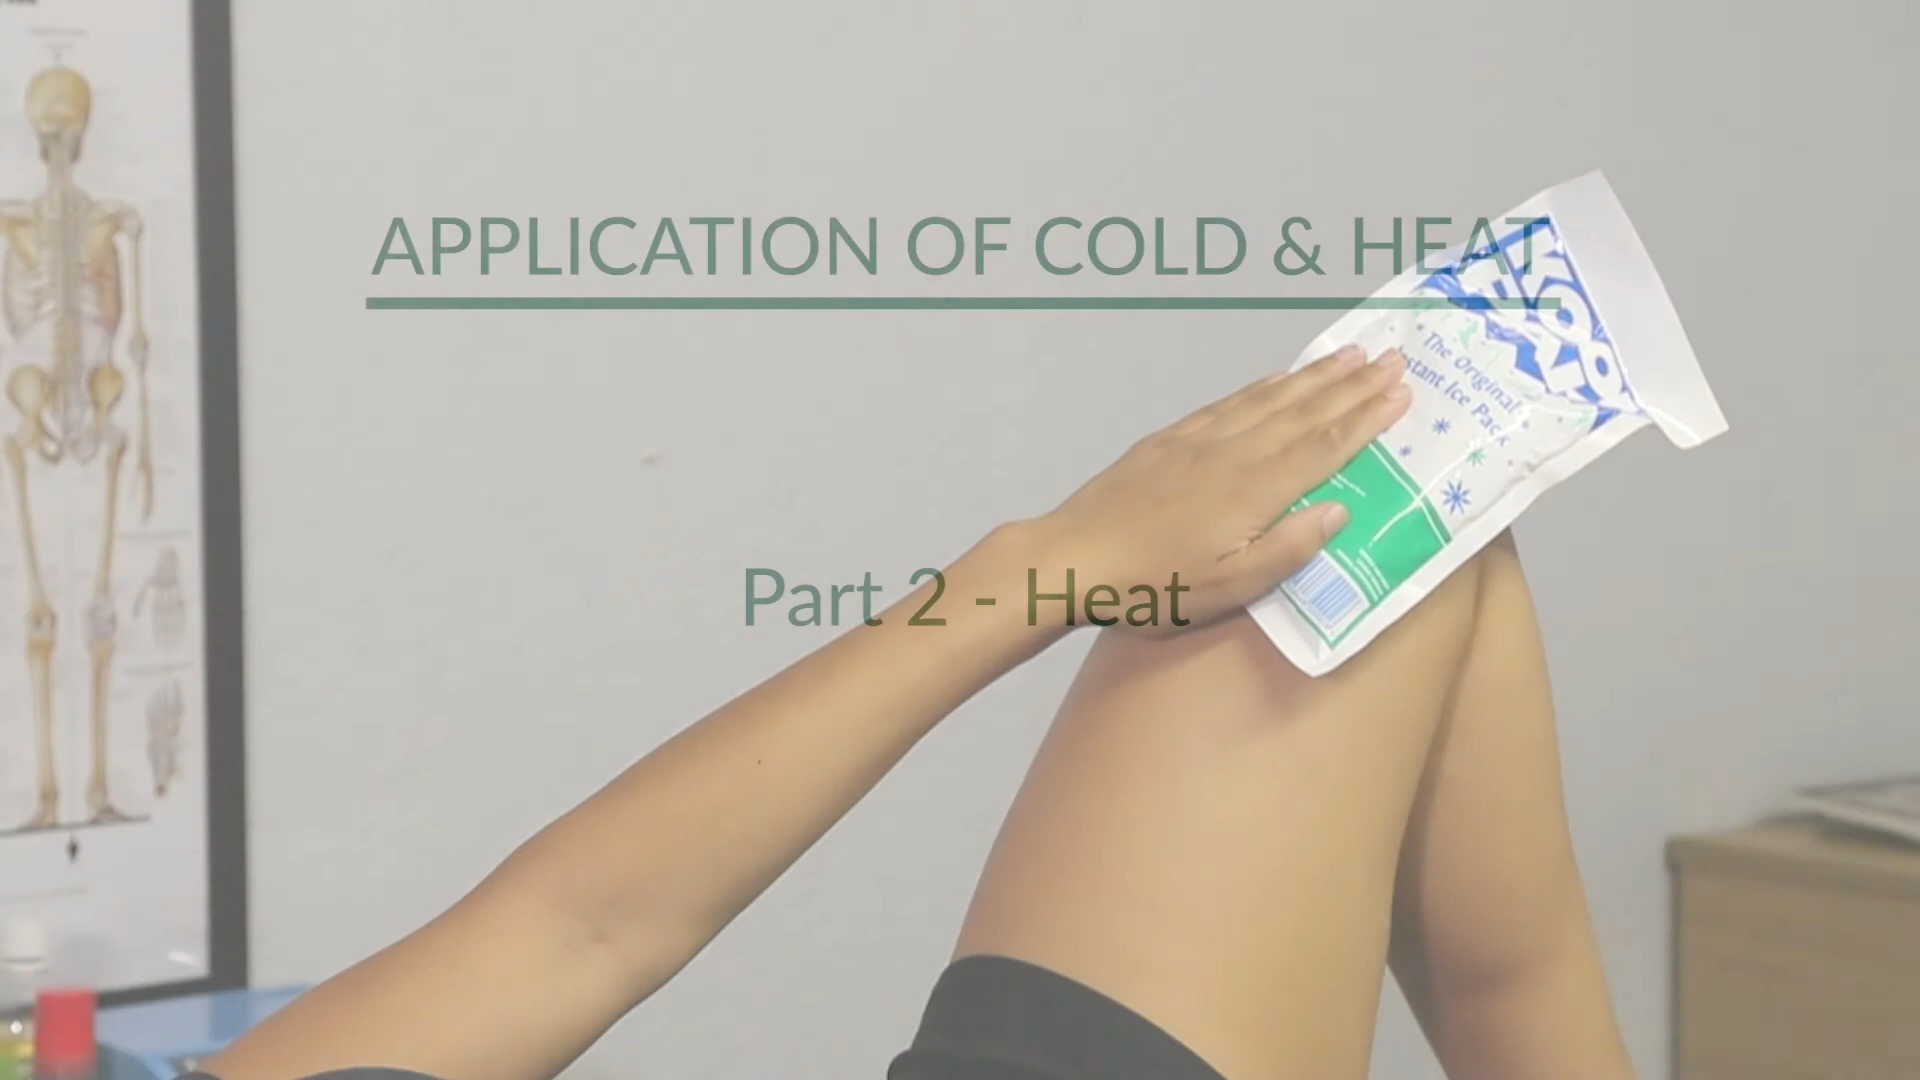 APPLICATION OF COLD & HEAT
The Original
Instant Ice Pack
Part 2 - Heat